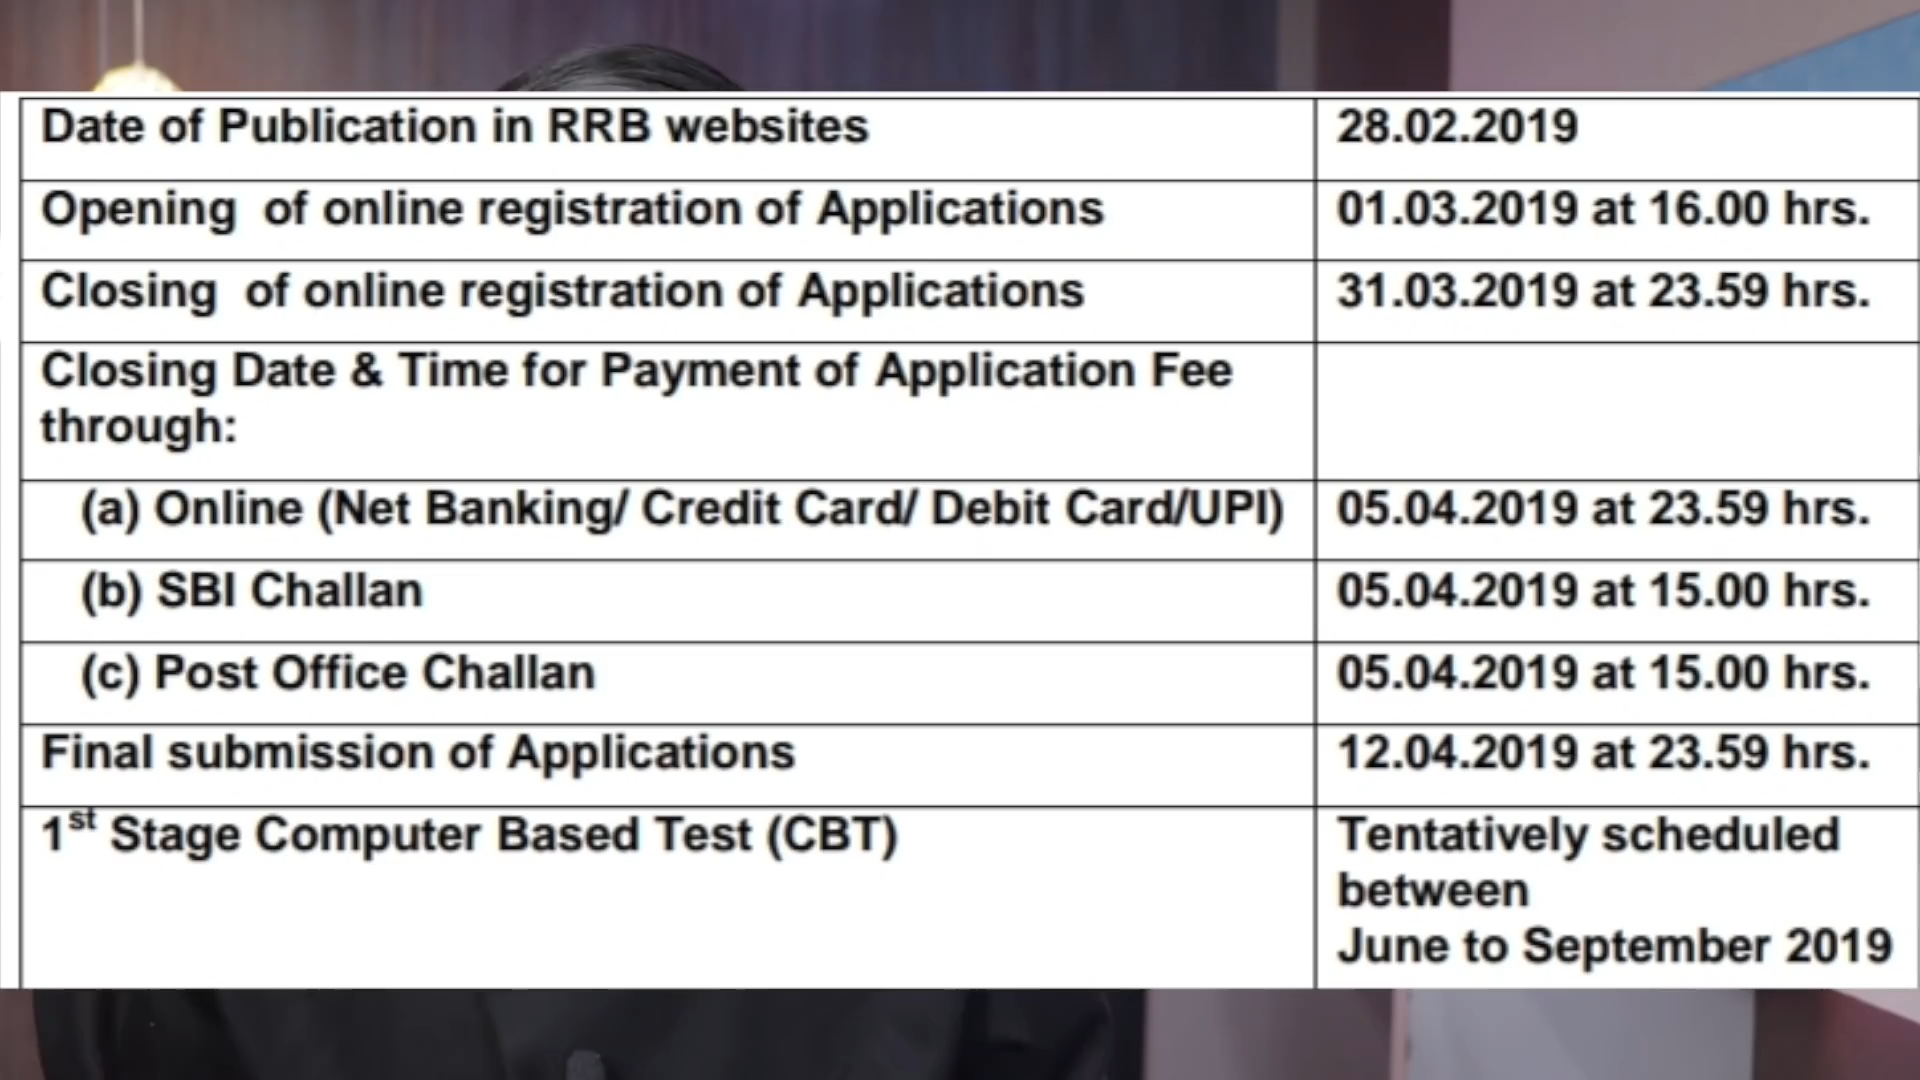 Date of Publication in RRB websites 28.02.2019
Opening of online registration of Applications 01.03.2019 at 16.00 hrs.
Closing of online registration of Applications 31.03.2019 at 23.59 hrs.
Closing Date & Time for Payment of Application Fee
through:
(a) Online (Net Banking/ Credit Card/ Debit Card/UPI) 05.04.2019 at 23.59 hrs.
(b) SBI Challan 05.04.2019 at 15.00 hrs.
(c) Post Office Challan 05.04.2019 at 15.00 hrs.
Final submission of Applications 12.04.2019 at 23.59 hrs.
1st Stage Computer Based Test (CBT) Tentatively scheduled
between
June to September 2019